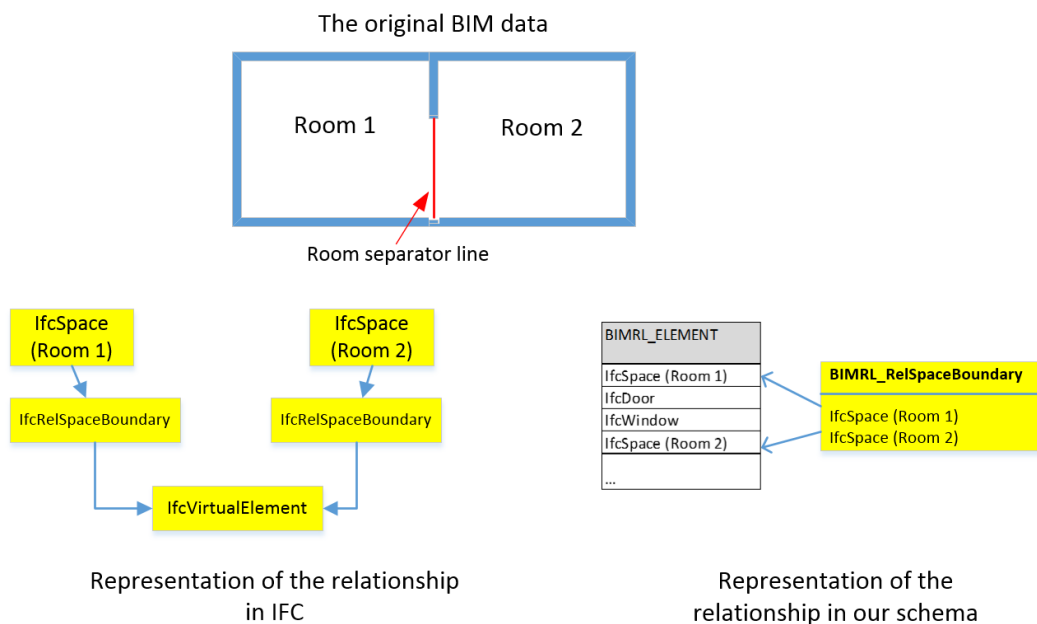 The original BIM data
Room 1
Room 2
Room separator line
IfcSpace
(Room 1)
IfcSpace
(Room 2)
IfcRelSpaceBoundary
IfcRelSpaceBoundary
IfcVirtualElement
Representation of the relationship
in IFC
BIMRL_ELEMENT
IfcSpace (Room 1)
IfcDoor
IfcWindow
IfcSpace (Room 2)
...
BIMRL_RelSpaceBoundary
IfcSpace (Room 1)
IfcSpace (Room 2)
Representation of the
relationship in our schema